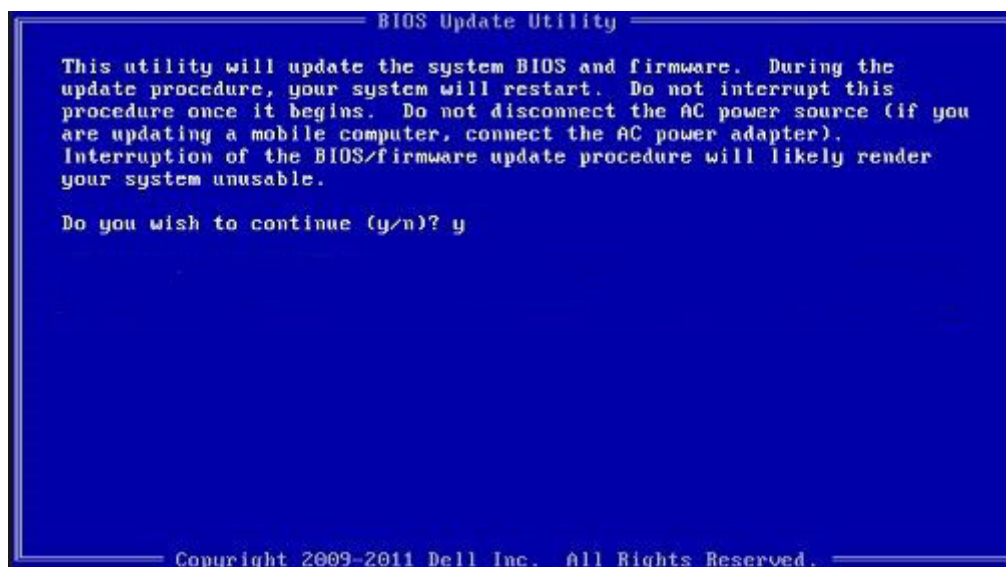 BIOS Update Utility
This utility will update the system BIOS and firmware.  During the
update procedure, your system will restart.  Do not interrupt this
procedure once it begins.  Do not disconnect the AC power source (if you
are updating a mobile computer, connect the AC power adapter).
Interruption of the BIOS/firmware update procedure will likely render
your system unusable.
Do you wish to continue (y/n)? y
Copyright 2009-2011 Dell Inc.  All Rights Reserved.